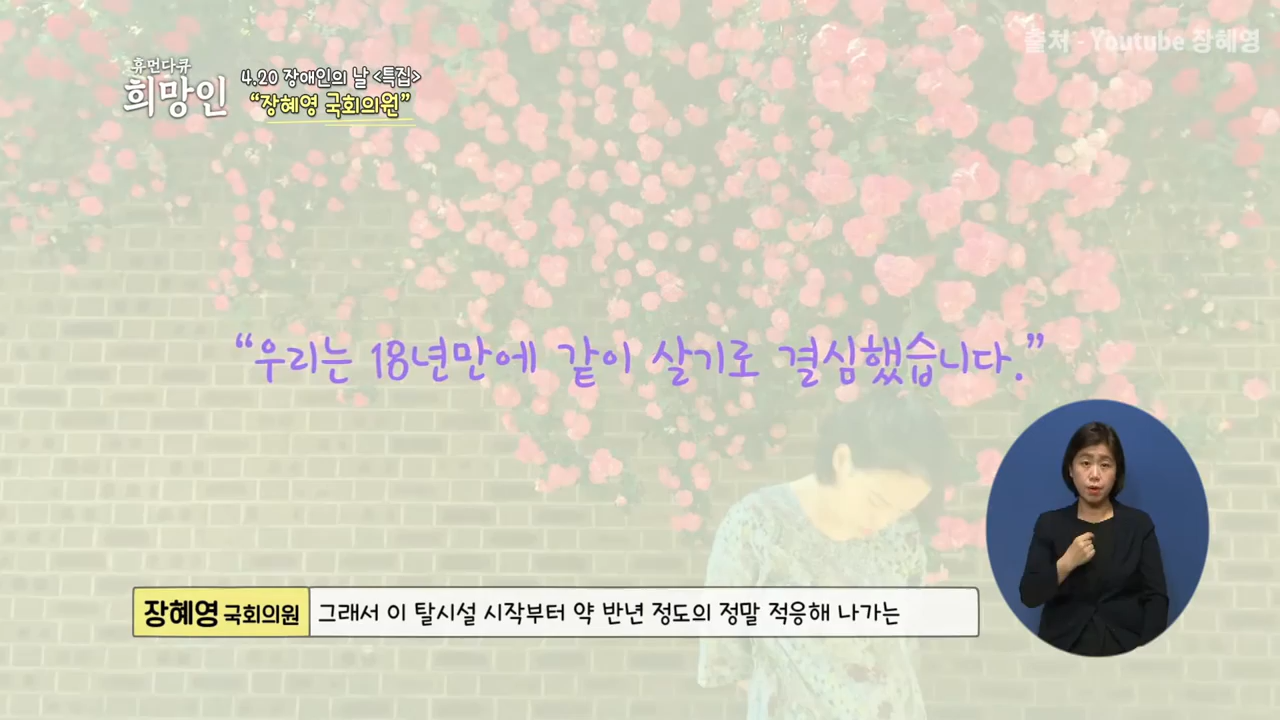 출처 - Youtube 장혜영
휴먼다큐
희망인
4.20 장애인의 날 <특집>
“장혜영 국회의원”
“우리는 18년만에 같이 살기로 결심했습니다.”
장혜영 국회의원 그래서 이 탈시설 시작부터 약 반년 정도의 정말 적응해 나가는